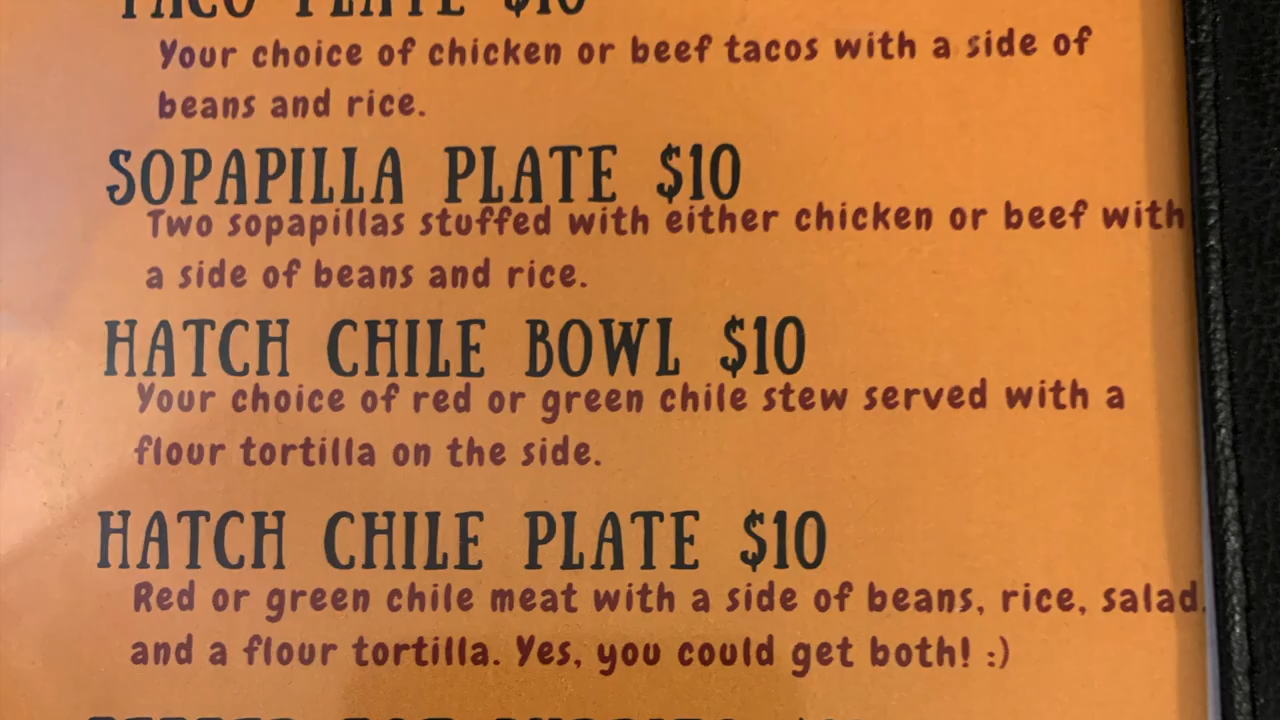 TACO PLATE $10
Your choice of chicken or beef tacos with a side of
beans and rice.
SOPAPILLA PLATE $10
Two sopapillas stuffed with either chicken or beef with
a side of beans and rice.
HATCH CHILE BOWL $10
Your choice of red or green chile stew served with a
flour tortilla on the side.
HATCH CHILE PLATE $10
Red or green chile meat with a side of beans, rice, salad,
and a flour tortilla. Yes, you could get both! :)